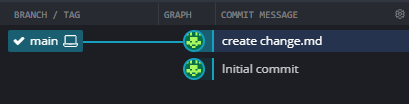 BRANCH / TAG GRAPH COMMIT MESSAGE
main create change.md
Initial commit